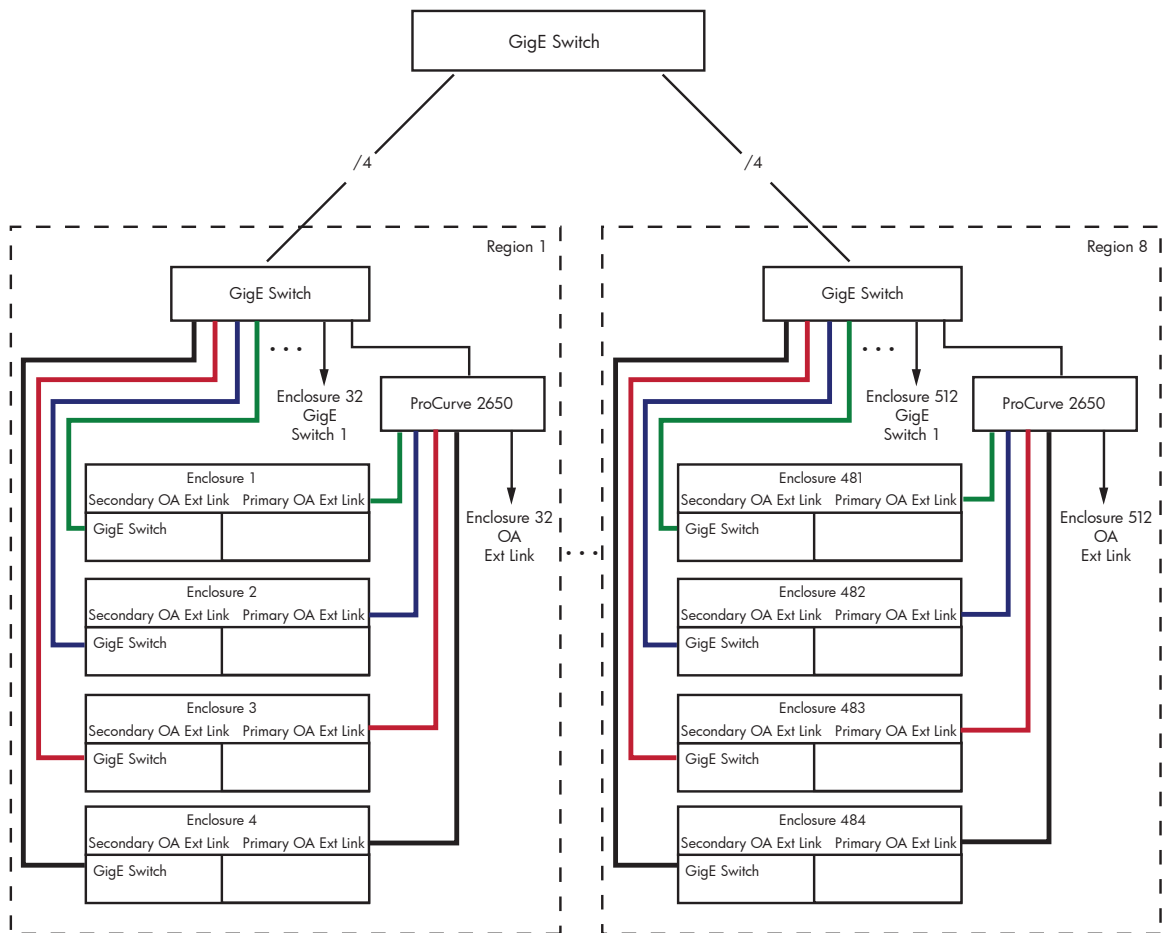 GigE Switch
/4
/4
Region 1
Region 8
GigE Switch
GigE Switch
...
...
Enclosure 32
GigE
Switch 1
ProCurve 2650
Enclosure 512
GigE
Switch 1
ProCurve 2650
Enclosure 1
Secondary OA Ext Link Primary OA Ext Link
GigE Switch
Enclosure 32
OA
Ext Link
Enclosure 2
Secondary OA Ext Link Primary OA Ext Link
GigE Switch
Enclosure 3
Secondary OA Ext Link Primary OA Ext Link
GigE Switch
Enclosure 4
Secondary OA Ext Link Primary OA Ext Link
GigE Switch
...
Enclosure 481
Secondary OA Ext Link Primary OA Ext Link
GigE Switch
Enclosure 512
OA
Ext Link
Enclosure 482
Secondary OA Ext Link Primary OA Ext Link
GigE Switch
Enclosure 483
Secondary OA Ext Link Primary OA Ext Link
GigE Switch
Enclosure 484
Secondary OA Ext Link Primary OA Ext Link
GigE Switch